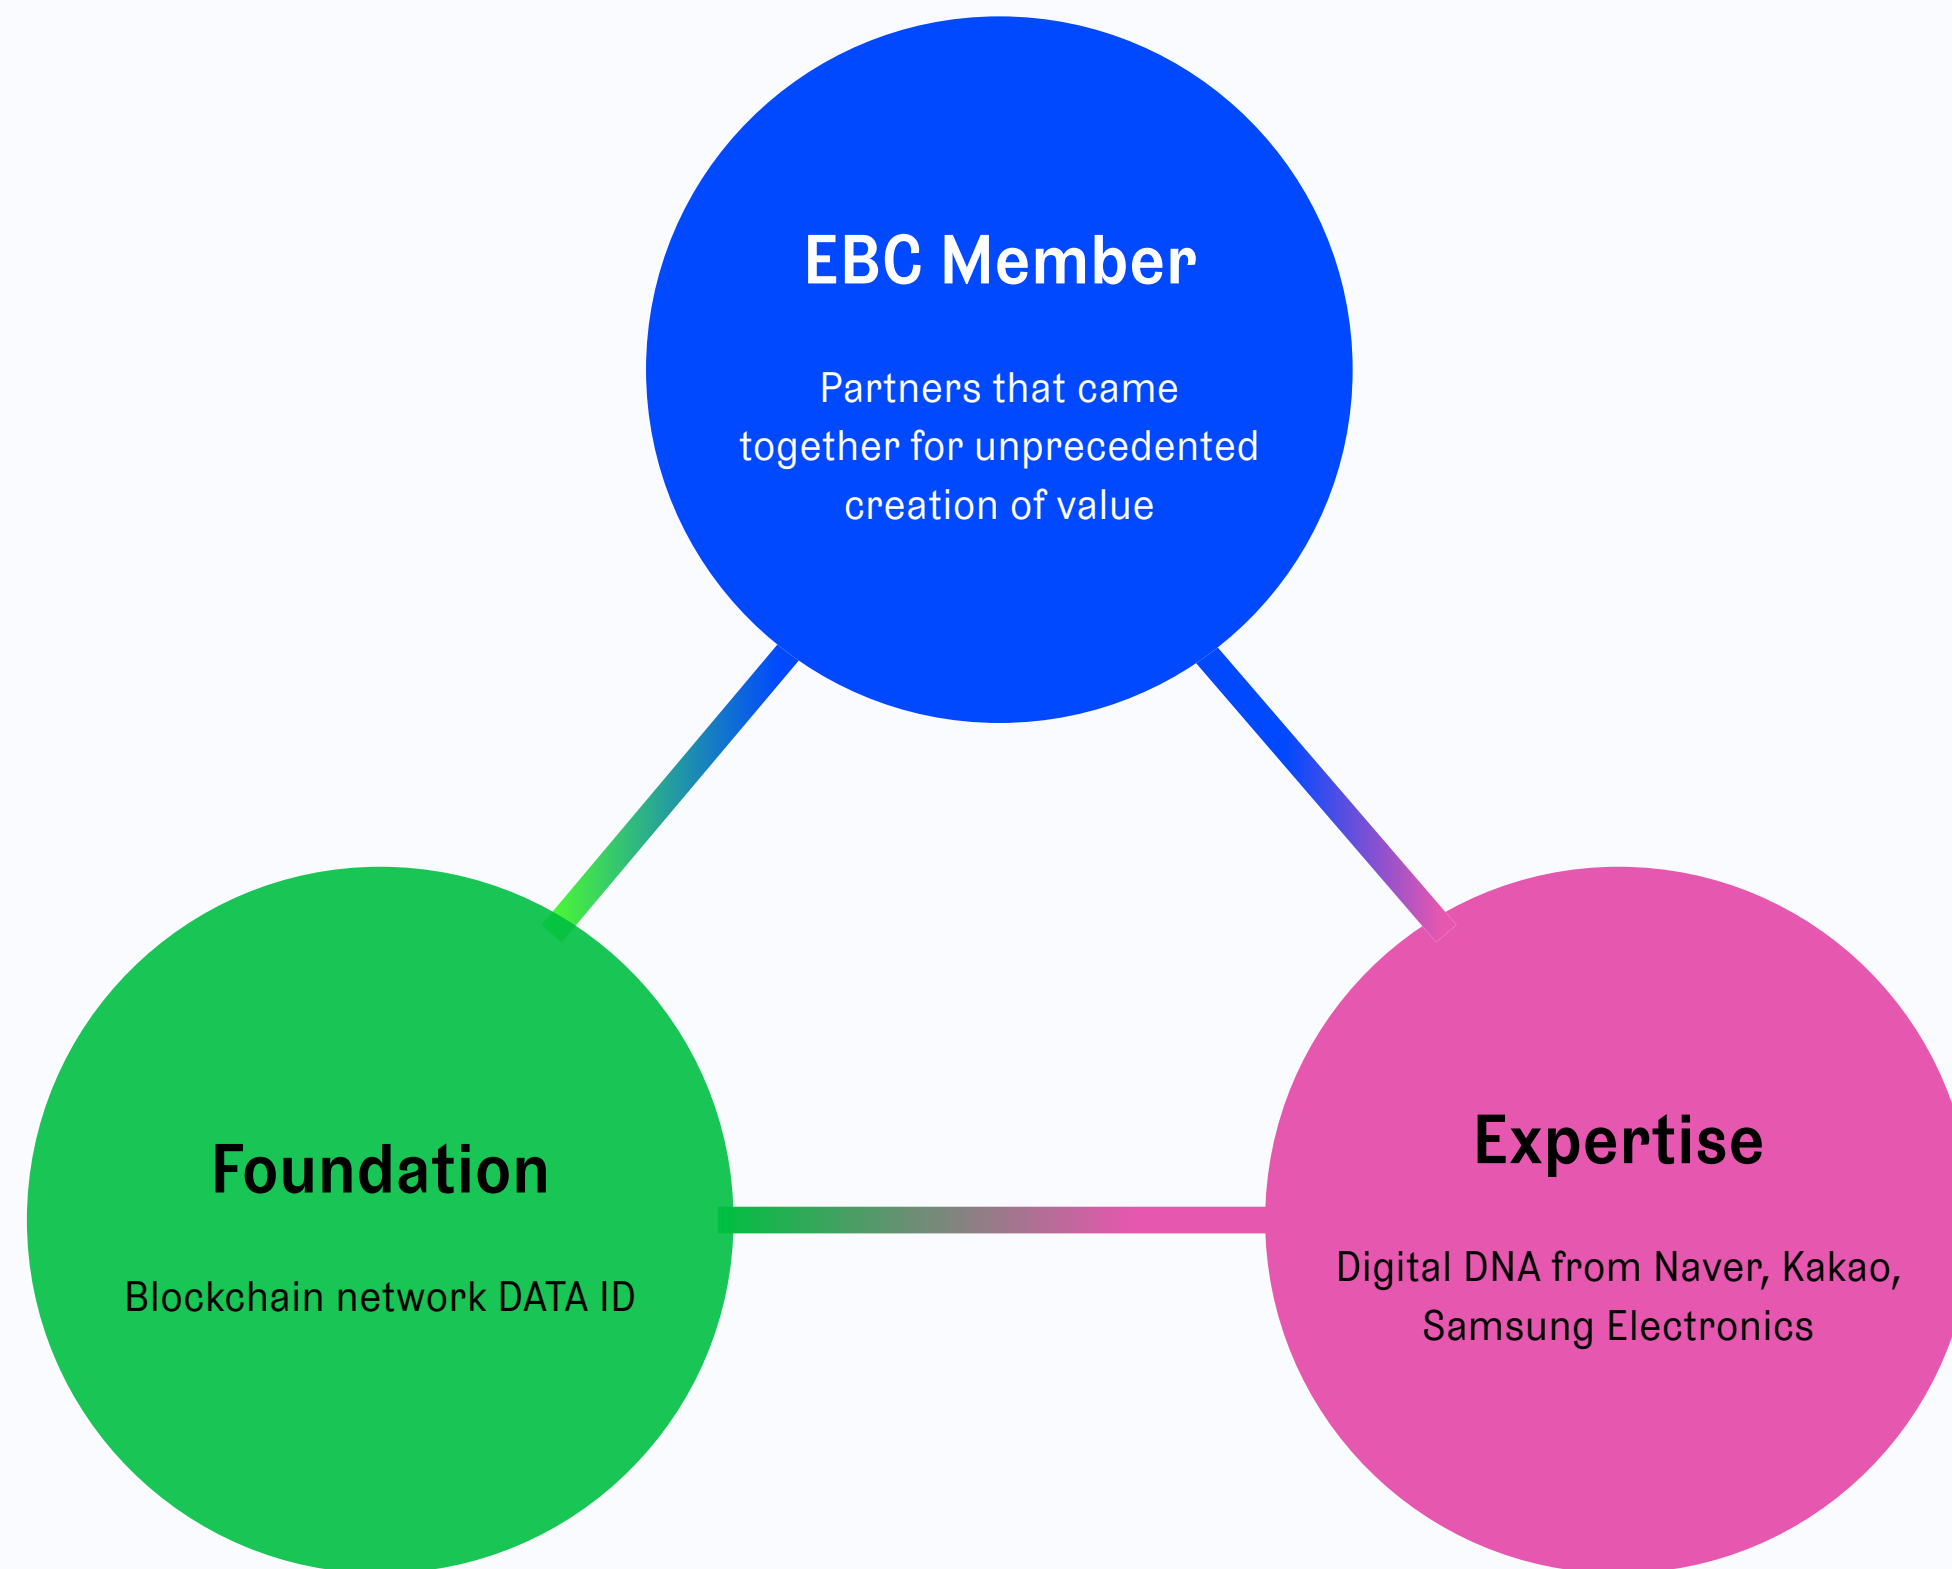 EBC Member
Partners that came
together for unprecedented
creation of value
Foundation
Blockchain network DATA ID
Expertise
Digital DNA from Naver, Kakao,
Samsung Electronics